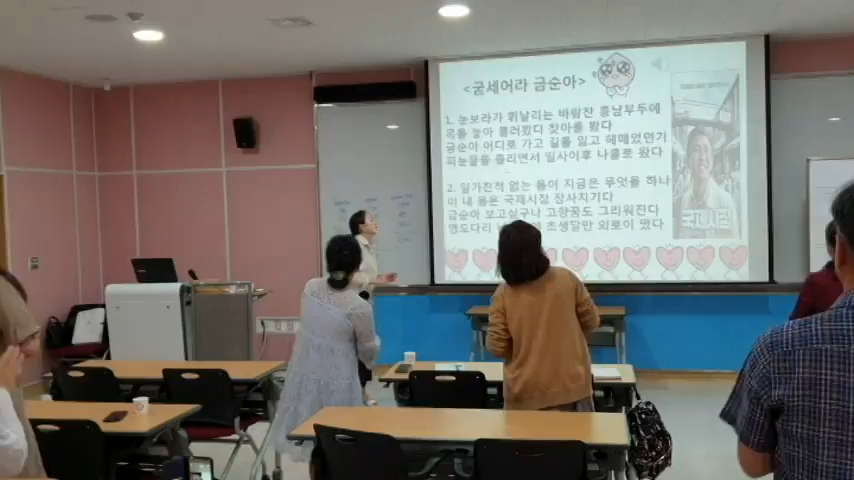 <굳세어라 금순아>
1. 눈보라가 휘날리는 바람찬 흥남부두에
목을 놓아 불러봤다 찾아를 봤다
금순아 어디로 가고 길을 잃고 헤매었던가
피눈물을 흘리면서 일사이후 나홀로 왔다
2. 일가친척 없는 몸이 지금은 무엇을 하나
이 내 몸은 국제시장 장사치기다
금순아 보고싶구나 고향꿈도 그리워진다
영도다리 초생달만 외로이 떴다
국제시장